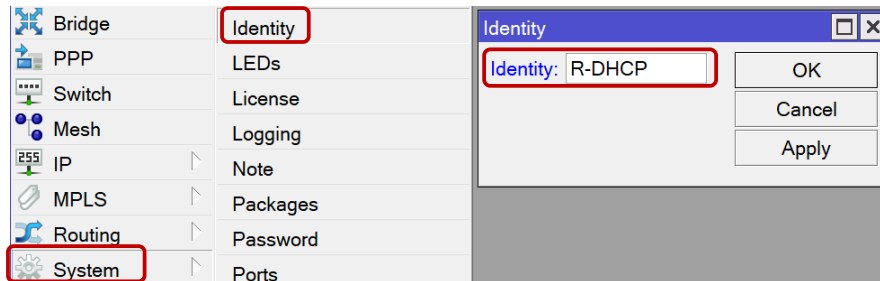 Bridge
PPP
Switch
Mesh
255
IP
MPLS
Routing
System
Identity
LEDs
License
Logging
Note
Packages
Password
Ports
Identity
Identity: R-DHCP
OK
Cancel
Apply